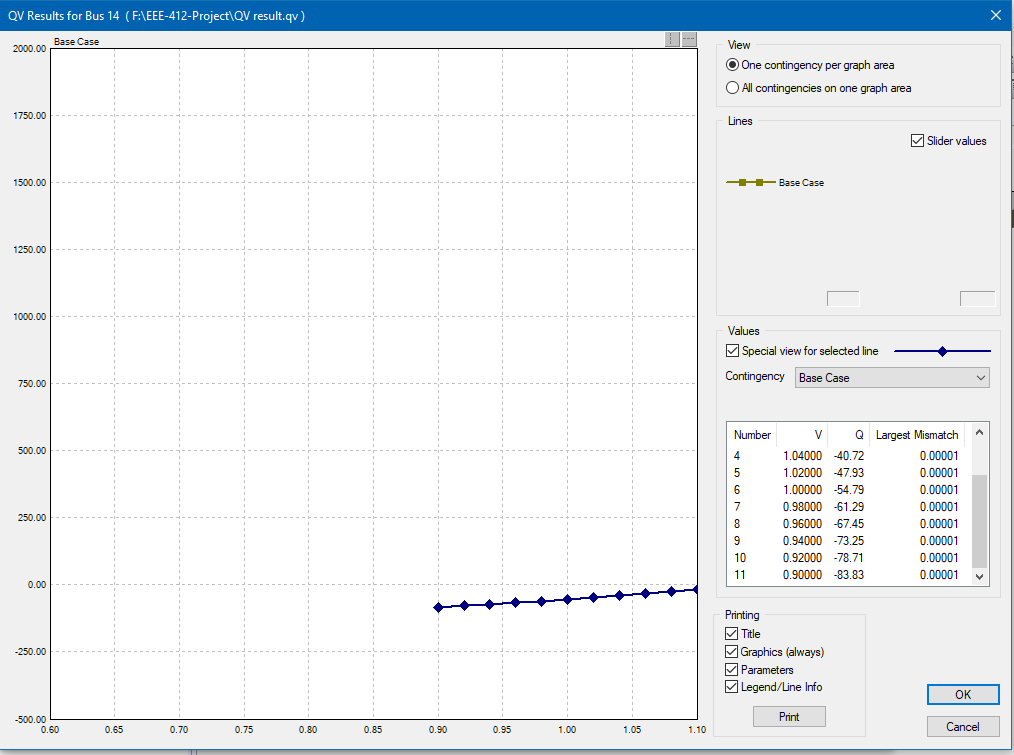 QV Results for Bus 14 ( F:\EEE-412-Project\QV result.qv )
Base Case
2000.00
1750.00
1500.00
1250.00
1000.00
750.00
500.00
250.00
0.00
-250.00
-500.00
0.60 0.65 0.70 0.75 0.80 0.85 0.90 0.95 1.00 1.05 1.10
View
One contingency per graph area
All contingencies on one graph area
Lines
Slider values
Base Case
Values
Special view for selected line
Contingency Base Case
Number V Q Largest Mismatch
4 1.04000 -40.72 0.00001
5 1.02000 -47.93 0.00001
6 1.00000 -54.79 0.00001
7 0.98000 -61.29 0.00001
8 0.96000 -67.45 0.00001
9 0.94000 -73.25 0.00001
10 0.92000 -78.71 0.00001
11 0.90000 -83.83 0.00001
Printing
Title
Graphics (always)
Parameters
Legend/Line Info
Print
OK
Cancel